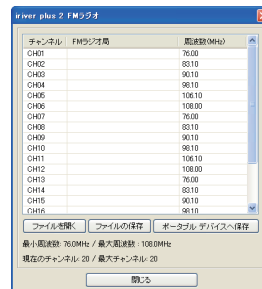 iriver plus 2 FMラジオ
チャンネル FMラジオ局 周波数(MHz)
CH01 76.00
CH02 83.10
CH03 90.10
CH04 98.10
CH05 106.10
CH06 108.00
CH07 76.00
CH08 83.10
CH09 90.10
CH10 98.10
CH11 106.10
CH12 108.00
CH13 76.00
CH14 83.10
CH15 90.10
CH16 98.10
ファイルを開く ファイルの保存 ポータブル デバイスへ保存
最小周波数: 76.0MHz / 最大周波数 : 108.0MHz
現在のチャンネル: 20 / 最大チャンネル: 20
閉じる